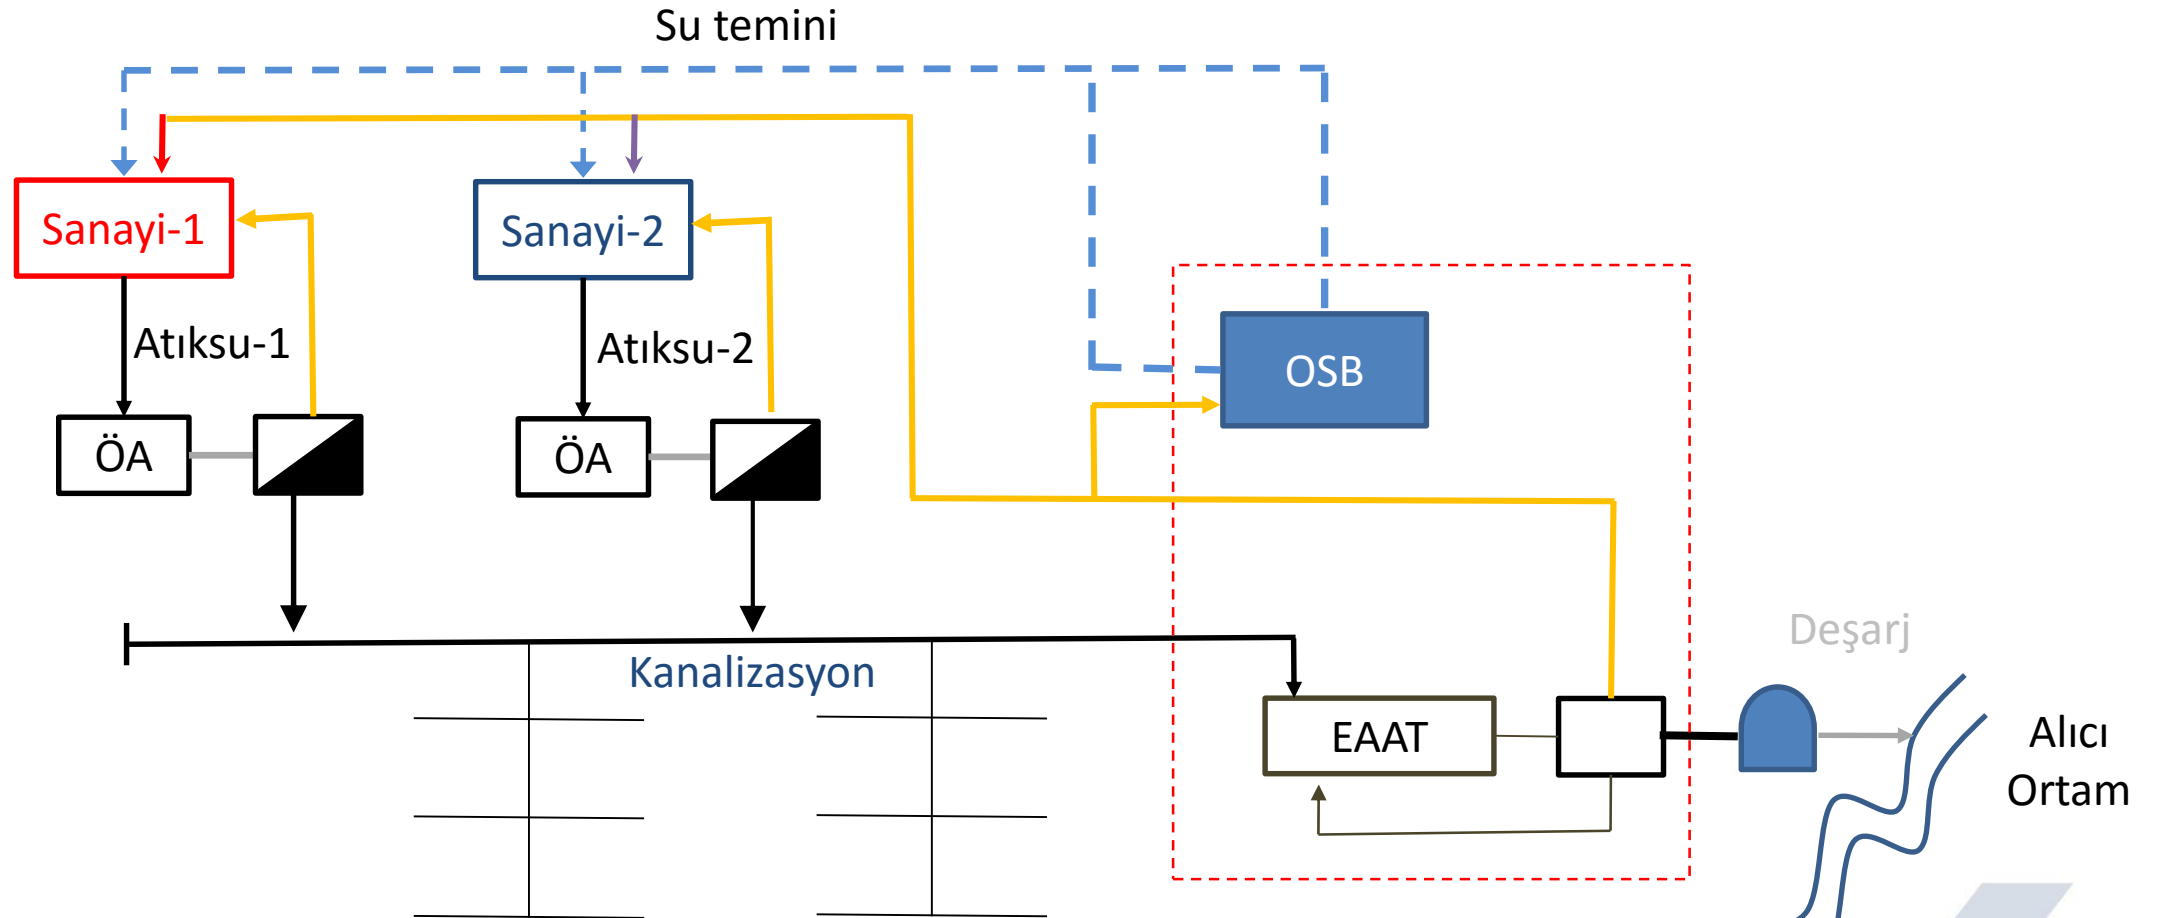 Su temini
Sanayi-1
Sanayi-2
Atıksu-1
Atıksu-2
OSB
ÖA
ÖA
Deşarj
Kanalizasyon
EAAT
Alıcı
Ortam